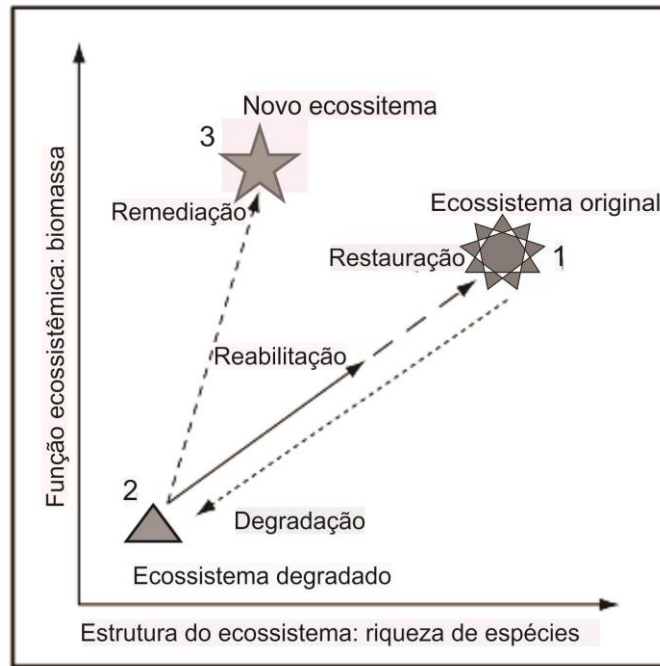 Novo ecossitema
3
Remediação
Ecossistema original
Restauração
1
Reabilitação
2
Degradação
Ecossistema degradado
Função ecossistêmica: biomassa
Estrutura do ecossistema: riqueza de espécies